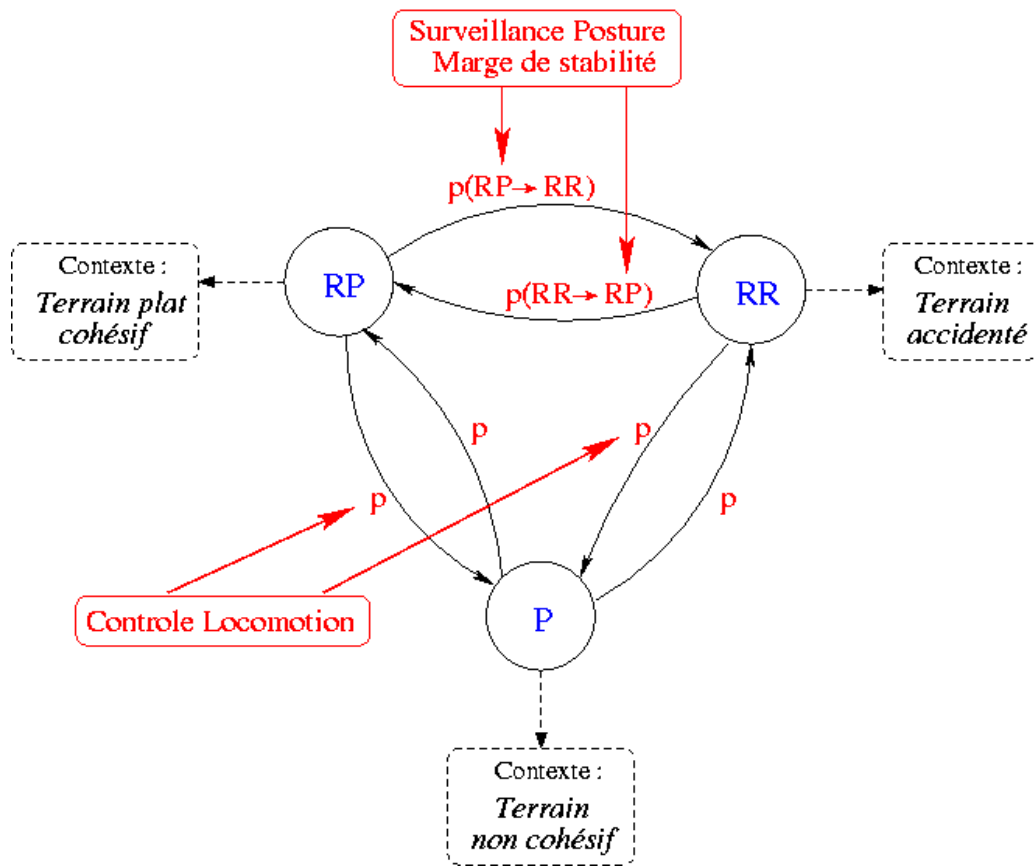 Surveillance Posture
Marge de stabilité
p(RP→ RR)
Contexte :
Terrain plat
cohésif
RP
p(RR→ RP)
RR
Contexte :
Terrain
accidenté
p
p
p
p
Controle Locomotion
P
Contexte :
Terrain
non cohésif